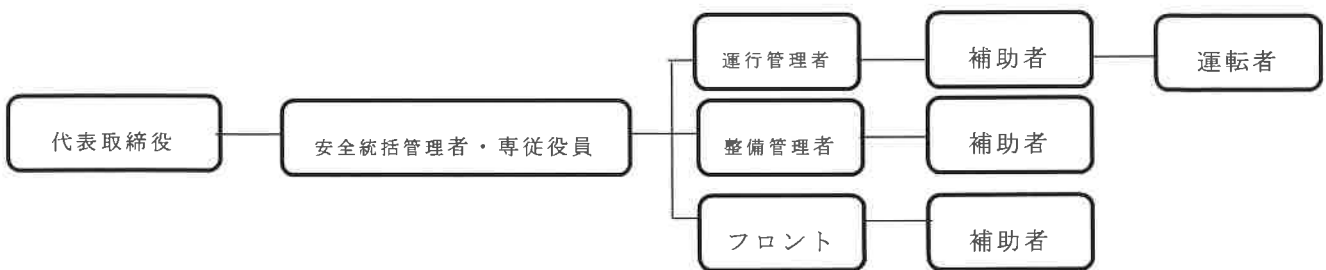 代表取締役
安全統括管理者・専従役員
運行管理者
補助者
運転者
整備管理者
補助者
フロント
補助者